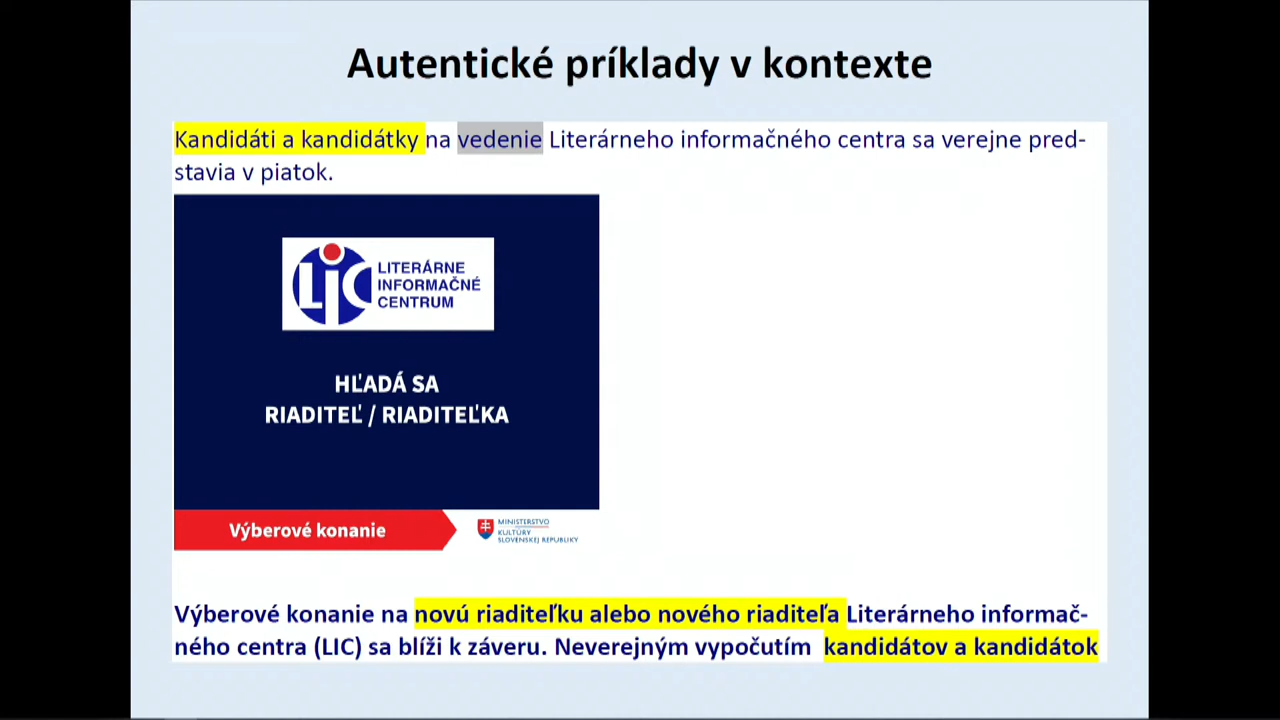 Autentické príklady v kontexte
Kandidáti a kandidátky na vedenie Literárneho informačného centra sa verejne pred-
stavia v piatok.
LIC LITERÁRNE
INFORMAČNÉ
CENTRUM
HĽADÁ SA
RIADITEĽ / RIADITEĽKA
Výberové konanie
MINISTERSTVO
KULTÚRY
SLOVENSKEJ REPUBLIKY
Výberové konanie na novú riaditeľku alebo nového riaditeľa Literárneho informač-
ného centra (LIC) sa blíži k záveru. Neverejným vypočutím kandidátov a kandidátok